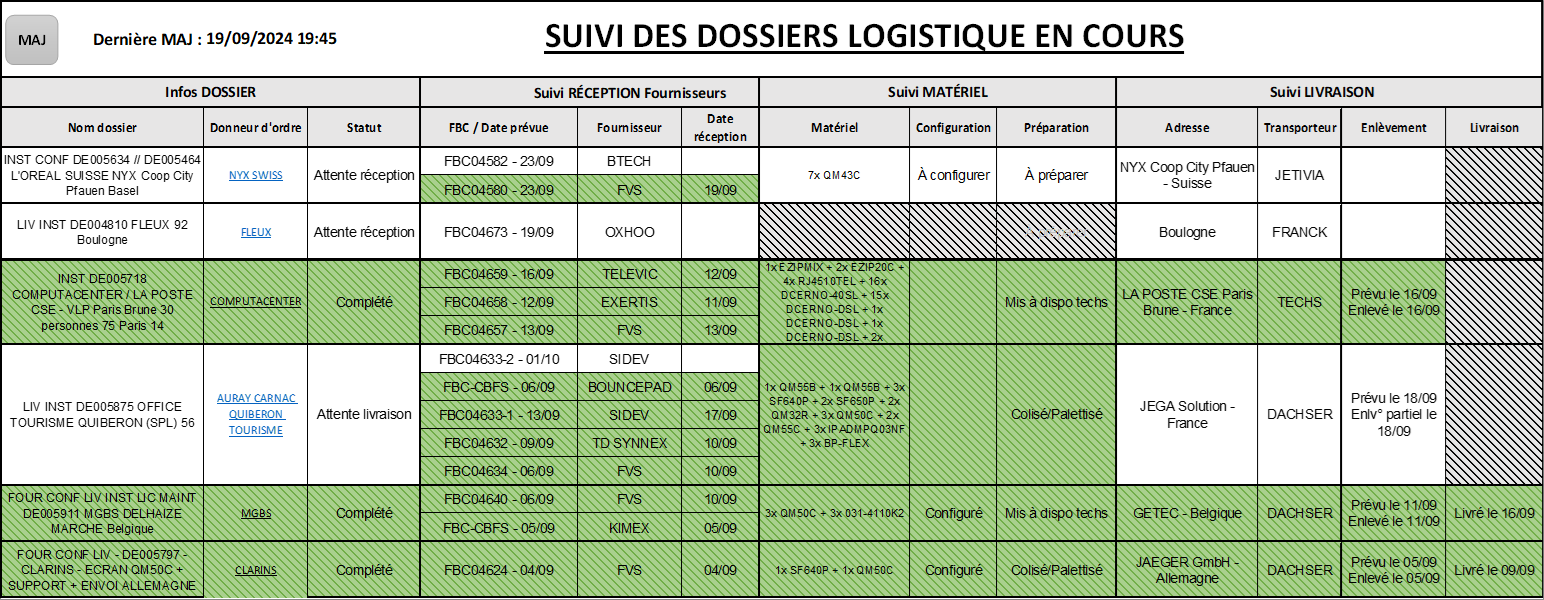 MAJ
Dernière MAJ : 19/09/2024 19:45
SUIVI DES DOSSIERS LOGISTIQUE EN COURS
Infos DOSSIER
Suivi RÉCEPTION Fournisseurs
Suivi MATÉRIEL
Suivi LIVRAISON
Nom dossier
Donneur d'ordre
Statut
FBC / Date prévue
Fournisseur
Date
réception
Matériel
Configuration
Préparation
Adresse
Transporteur
Enlèvement
Livraison
INST CONF DE005634 // DE005464
L'OREAL SUISSE NYX Coop City
Pfauen Basel
NYX SWISS
Attente réception
FBC04582 - 23/09
BTECH
FBC04580 - 23/09
FVS
19/09
7x QM43C
À configurer
À préparer
NYX Coop City Pfauen
- Suisse
JETIVIA
LIV INST DE004810 FLEUX 92
Boulogne
FLEUX
Attente réception
FBC04673 - 19/09
OXHOO
Boulogne
FRANCK
INST DE005718
COMPUTACENTER / LA POSTE
CSE - VLP Paris Brune 30
personnes 75 Paris 14
COMPUTACENTER
Complété
FBC04659 - 16/09
TELEVIC
12/09
FBC04658 - 12/09
EXERTIS
11/09
FBC04657 - 13/09
FVS
13/09
1x EZIPMIX + 2x EZIP20C +
4x RJ4510TEL + 16x
DCERNO-40SL + 15x
DCERNO-DSL + 1x
DCERNO-DSL + 1x
DCERNO-DSL + 2x
Mis à dispo techs
LA POSTE CSE Paris
Brune - France
TECHS
Prévu le 16/09
Enlevé le 16/09
LIV INST DE005875 OFFICE
TOURISME QUIBERON (SPL) 56
AURAY CARNAC
QUIBERON
TOURISME
Attente livraison
FBC04633-2 - 01/10
SIDEV
FBC-CBFS - 06/09
BOUNCEPAD
06/09
FBC04633-1 - 13/09
SIDEV
17/09
FBC04632 - 09/09
TD SYNNEX
10/09
FBC04634 - 06/09
FVS
10/09
1x QM55B + 1x QM55B + 3x
SF640P + 2x SF650P + 2x
QM32R + 3x QM50C + 2x
QM55C + 3x IPADMPQ03NF
+ 3x BP-FLEX
Colisé/Palettisé
JEGA Solution -
France
DACHSER
Prévu le 18/09
Enlv° partiel le
18/09
FOUR CONF LIV INST LIC MAINT
DE005911 MGBS DELHAIZE
MARCHE Belgique
MGBS
Complété
FBC04640 - 06/09
FVS
10/09
FBC-CBFS - 05/09
KIMEX
05/09
3x QM50C + 3x 031-4110K2
Configuré
Mis à dispo techs
GETEC - Belgique
DACHSER
Prévu le 11/09
Enlevé le 11/09
Livré le 16/09
FOUR CONF LIV - DE005797 -
CLARINS - ECRAN QM50C +
SUPPORT + ENVOI ALLEMAGNE
CLARINS
Complété
FBC04624 - 04/09
FVS
04/09
1x SF640P + 1x QM50C
Configuré
Colisé/Palettisé
JAEGER GmbH -
Allemagne
DACHSER
Prévu le 05/09
Enlevé le 05/09
Livré le 09/09